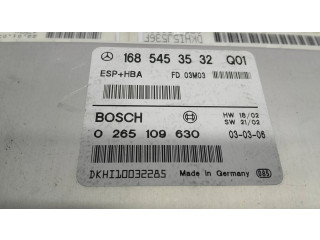 168 545 35 32 Q01
ESP+HBA FD 03M03
BOSCH HW 18/02
SW 21/02
0 265 109 630 03-03-06
DKHI10032285 Made in Germany